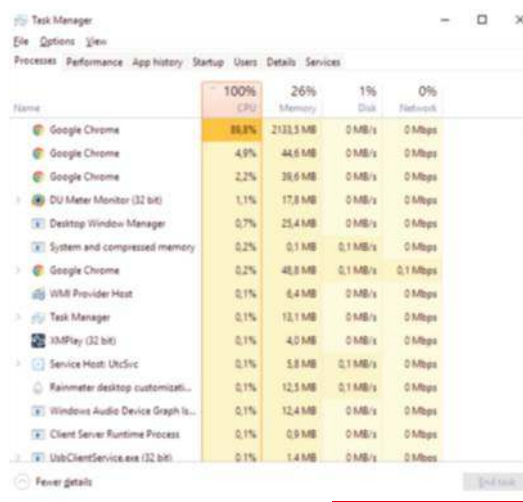 Task Manager
File Options View
Processes Performance App history Startup Users Details Services
100% 26% 1% 0%
Name CPU Memory Disk Network
Google Chrome 88,8% 2133,5 MB 0 MB/s 0 Mbps
Google Chrome 4,9% 44,6 MB 0 MB/s 0 Mbps
Google Chrome 2,2% 39,6 MB 0 MB/s 0 Mbps
DU Meter Monitor (32 bit) 1,1% 17,8 MB 0 MB/s 0 Mbps
Desktop Window Manager 0,7% 25,4 MB 0 MB/s 0 Mbps
System and compressed memory 0,2% 0,1 MB 0,1 MB/s 0 Mbps
Google Chrome 0,2% 48,8 MB 0,1 MB/s 0,1 Mbps
WMI Provider Host 0,1% 6,4 MB 0 MB/s 0 Mbps
Task Manager 0,1% 13,1 MB 0 MB/s 0 Mbps
XMPlay (32 bit) 0,1% 4,0 MB 0 MB/s 0 Mbps
Service Host: UtcSvc 0,1% 5,8 MB 0,1 MB/s 0 Mbps
Rainmeter desktop customizati... 0,1% 12,5 MB 0,1 MB/s 0 Mbps
Windows Audio Device Graph Is... 0,1% 12,4 MB 0 MB/s 0 Mbps
Client Server Runtime Process 0,1% 0,9 MB 0 MB/s 0 Mbps
UsbClientService.exe (32 bit) 0,1% 1,4 MB 0 MB/s 0 Mbps
Fewer details End task